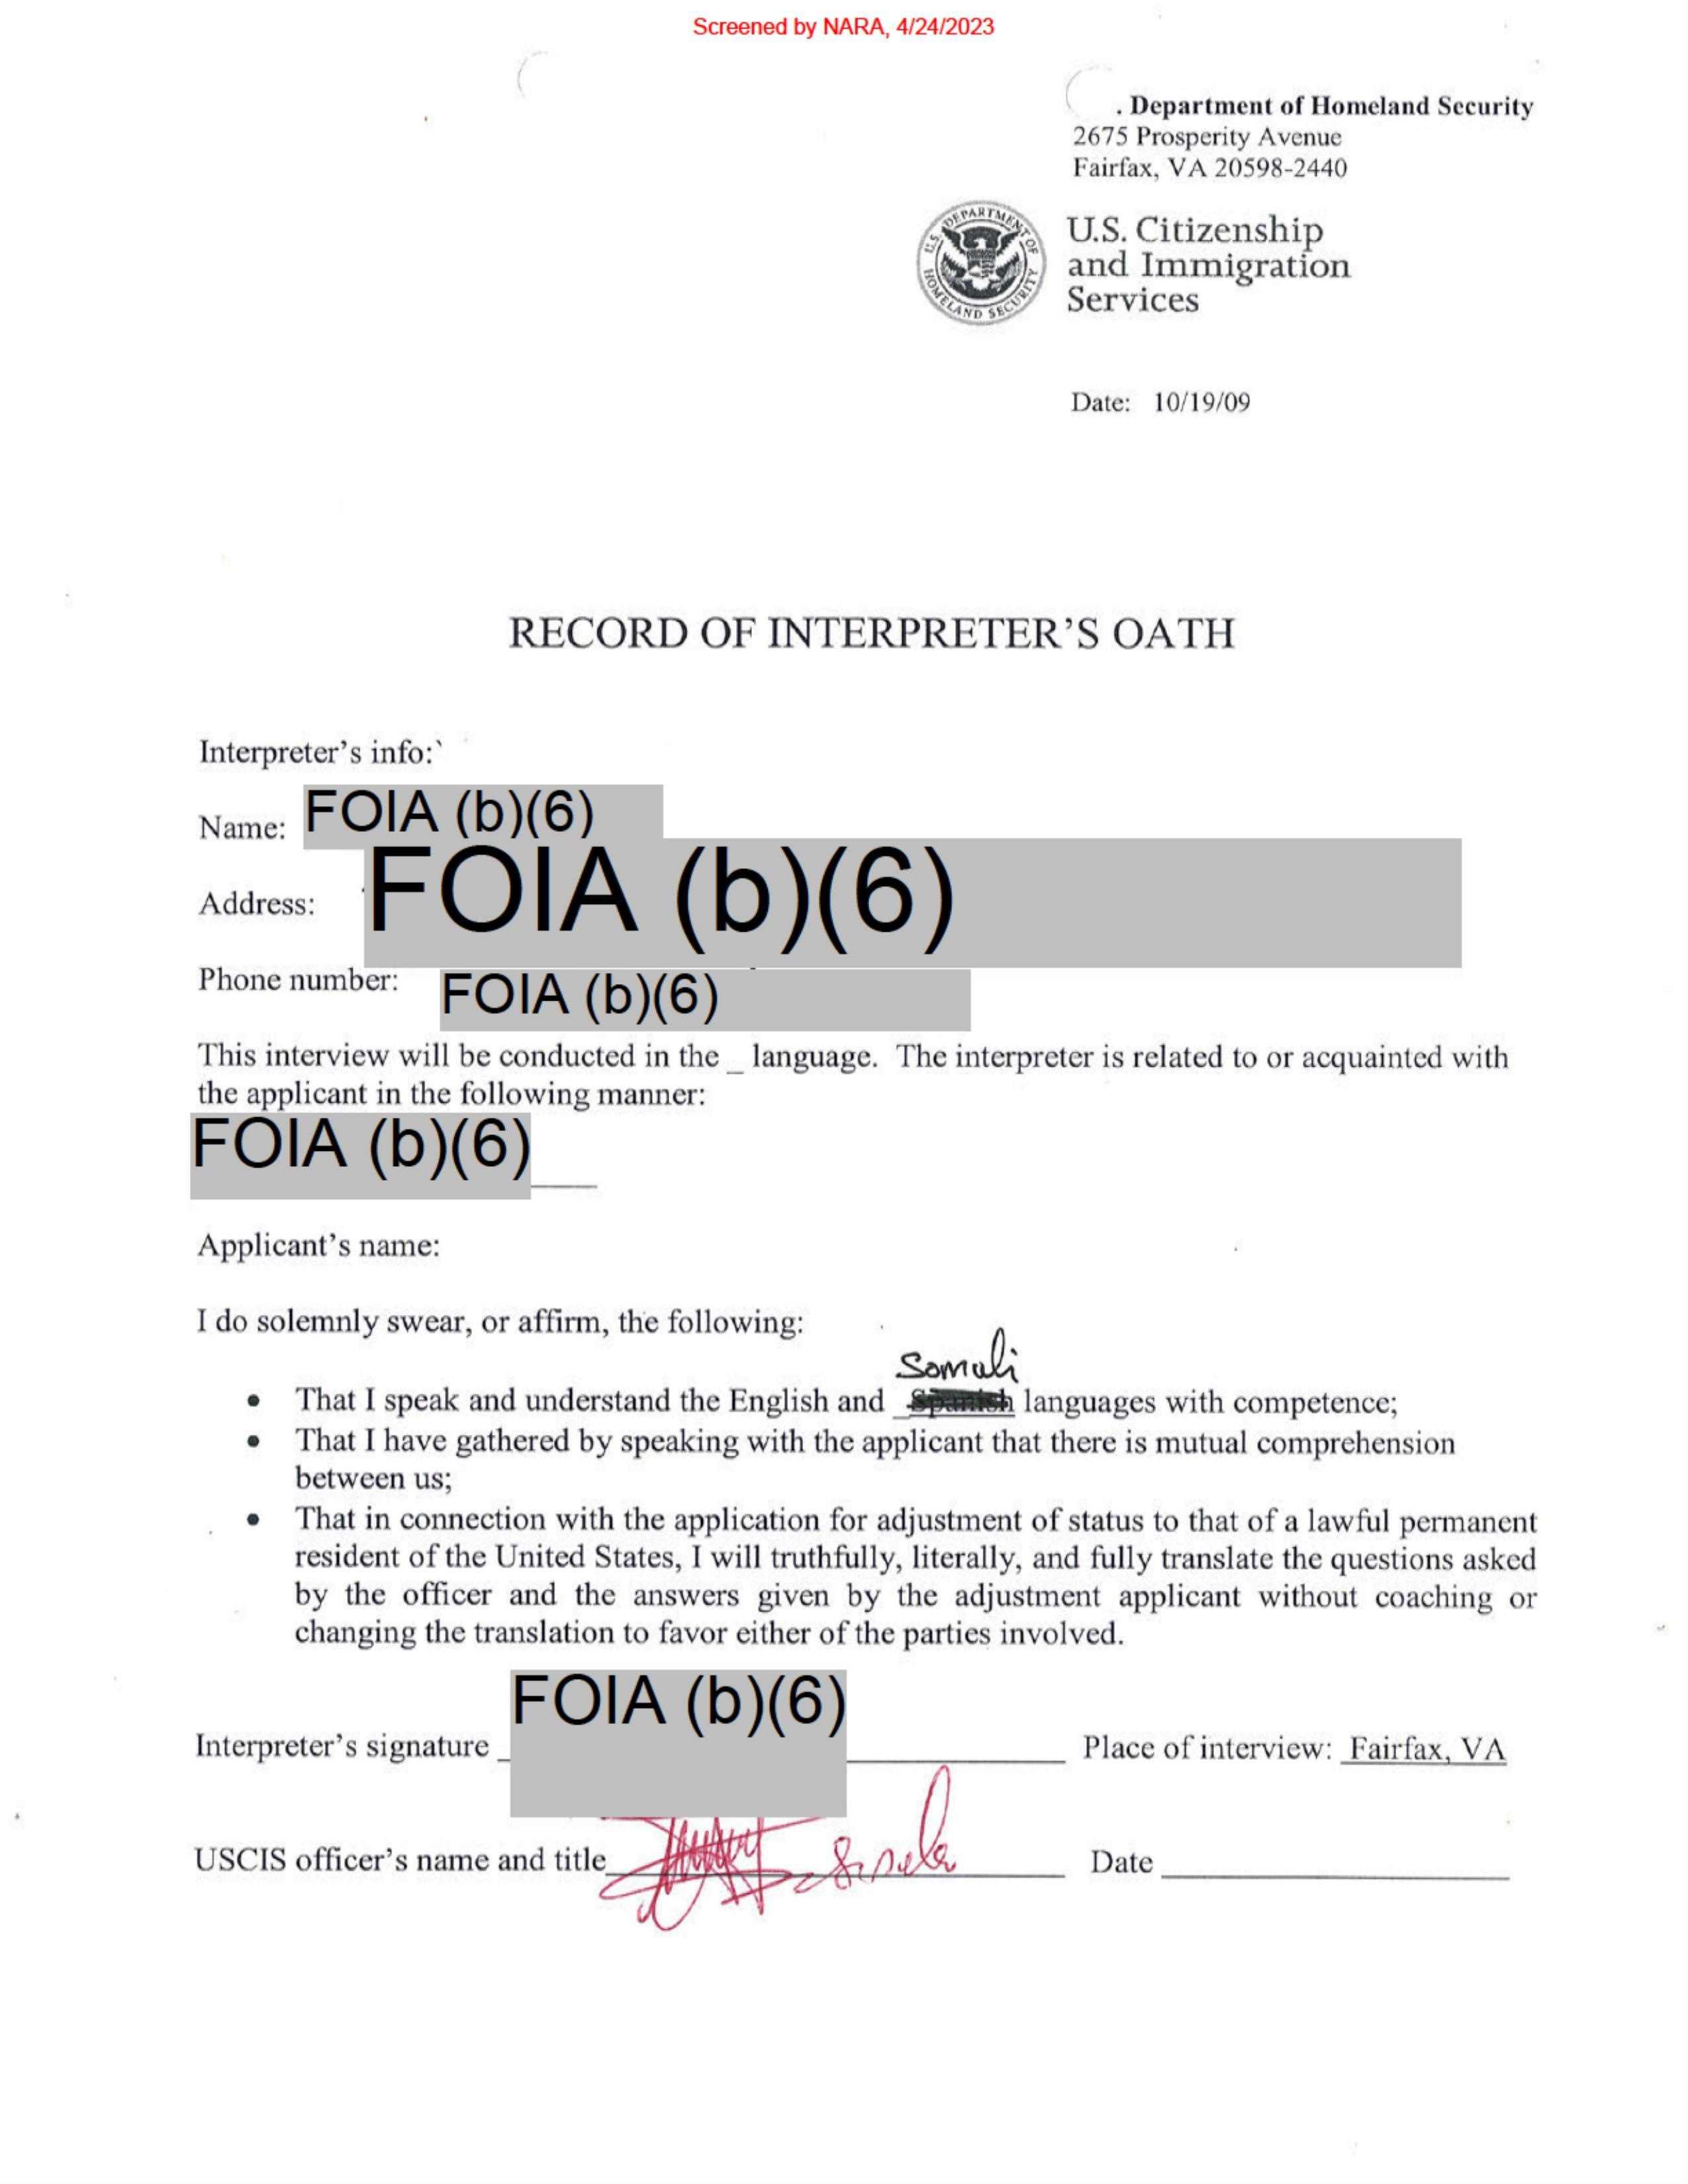 Screened by NARA, 4/24/2023
. Department of Homeland Security
2675 Prosperity Avenue
Fairfax, VA 20598-2440
U.S. DEPARTMENT OF HOMELAND SECURITY
U.S. Citizenship
and Immigration
Services
Date: 10/19/09
RECORD OF INTERPRETER'S OATH
Interpreter's info:`
Name: FOIA (b)(6)
Address: FOIA (b)(6)
Phone number: FOIA (b)(6)
This interview will be conducted in the _ language. The interpreter is related to or acquainted with
the applicant in the following manner:
FOIA (b)(6)
Applicant's name:
I do solemnly swear, or affirm, the following:
Somali
• That I speak and understand the English and _Spanish languages with competence;
• That I have gathered by speaking with the applicant that there is mutual comprehension
between us;
• That in connection with the application for adjustment of status to that of a lawful permanent
resident of the United States, I will truthfully, literally, and fully translate the questions asked
by the officer and the answers given by the adjustment applicant without coaching or
changing the translation to favor either of the parties involved.
FOIA (b)(6)
Interpreter's signature Place of interview: Fairfax, VA
USCIS officer's name and title Date